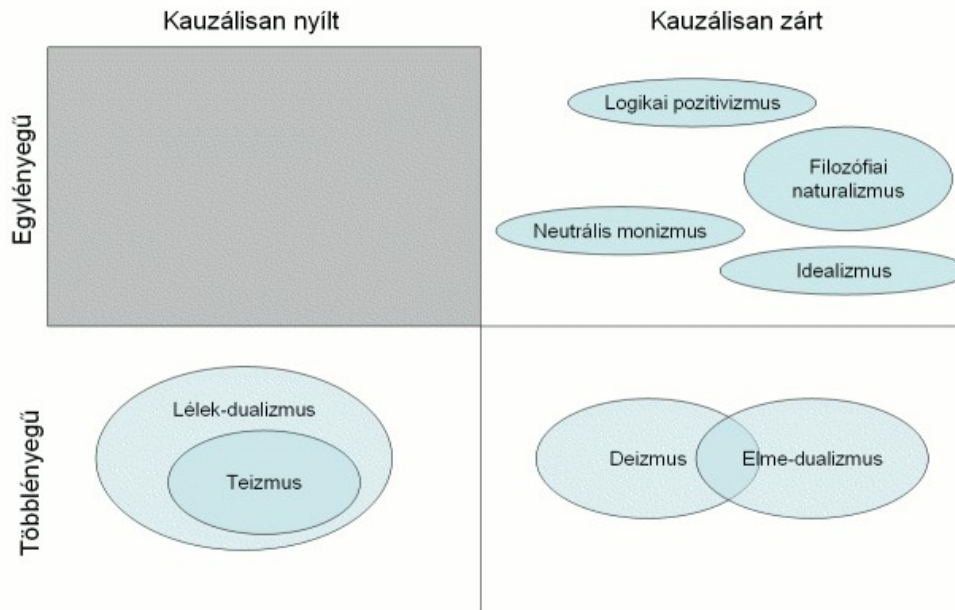 Kauzálisan nyílt
Kauzálisan zárt
Egylényegű
Logikai pozitivizmus
Filozófiai
naturalizmus
Neutrális monizmus
Idealizmus
Többlényegű
Lélek-dualizmus
Teizmus
Deizmus
Elme-dualizmus